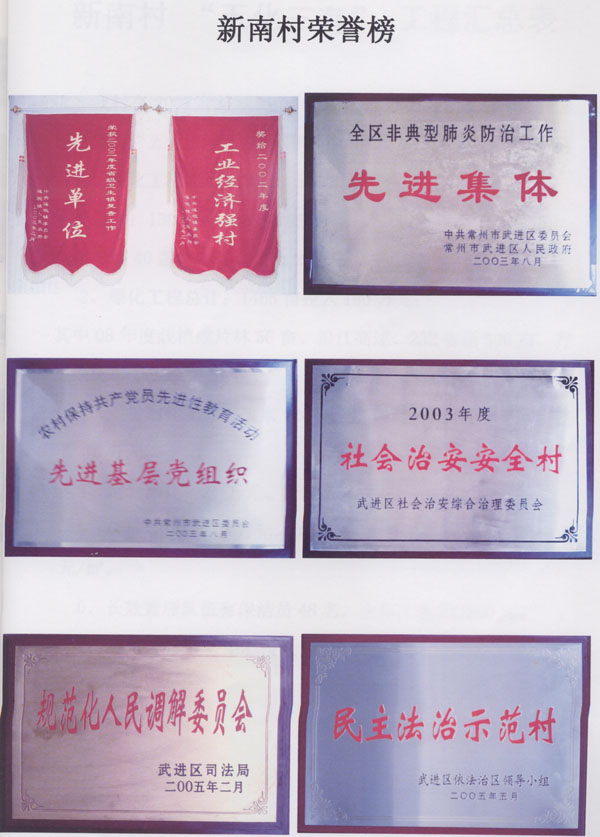 新南村荣誉榜
奖给二〇〇二年度
工业经济强村
先进单位
全区非典型肺炎防治工作
先进集体
中共常州市武进区委员会
常州市武进区人民政府
二〇〇三年八月
农村保持共产党员先进性教育活动
先进基层党组织
中共常州市武进区委员会
二〇〇三年八月
2003年度
社会治安安全村
武进区社会治安综合治理委员会
规范化人民调解委员会
武进区司法局
二〇〇五年二月
民主法治示范村
武进区依法治区领导小组
二〇〇五年五月